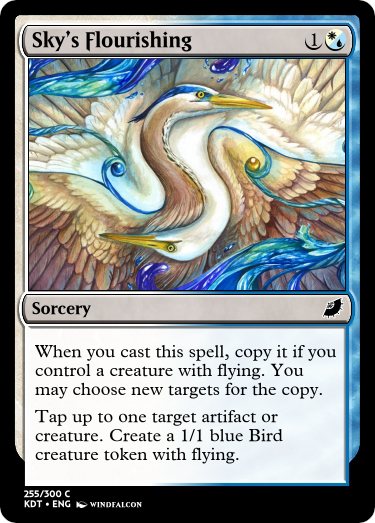 Sky's Flourishing 1
Sorcery
When you cast this spell, copy it if you
control a creature with flying. You
may choose new targets for the copy.
Tap up to one target artifact or
creature. Create a 1/1 blue Bird
creature token with flying.
255/300 C
KDT • ENG WINDFALCON